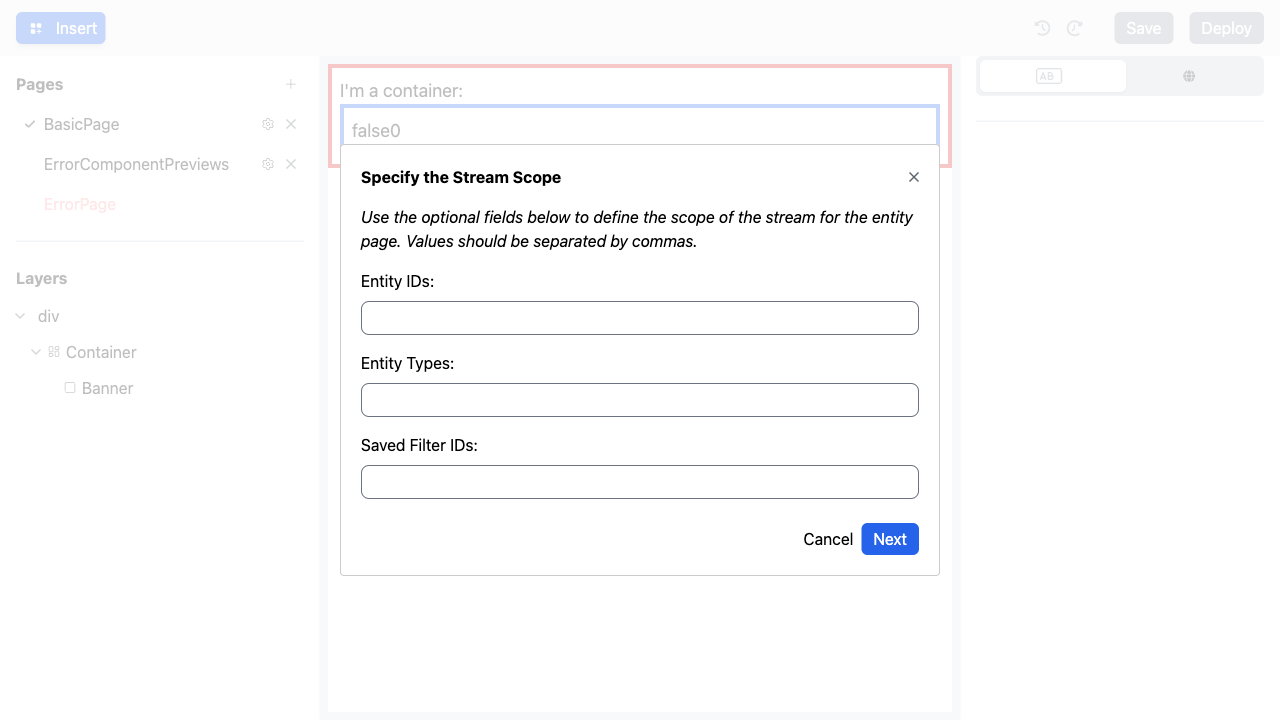 Insert
Save
Deploy
Pages
BasicPage
ErrorComponentPreviews
ErrorPage
Layers
div
Container
Banner
I'm a container:
false0
AB
Specify the Stream Scope
Use the optional fields below to define the scope of the stream for the entity
page. Values should be separated by commas.
Entity IDs:
Entity Types:
Saved Filter IDs:
Cancel
Next